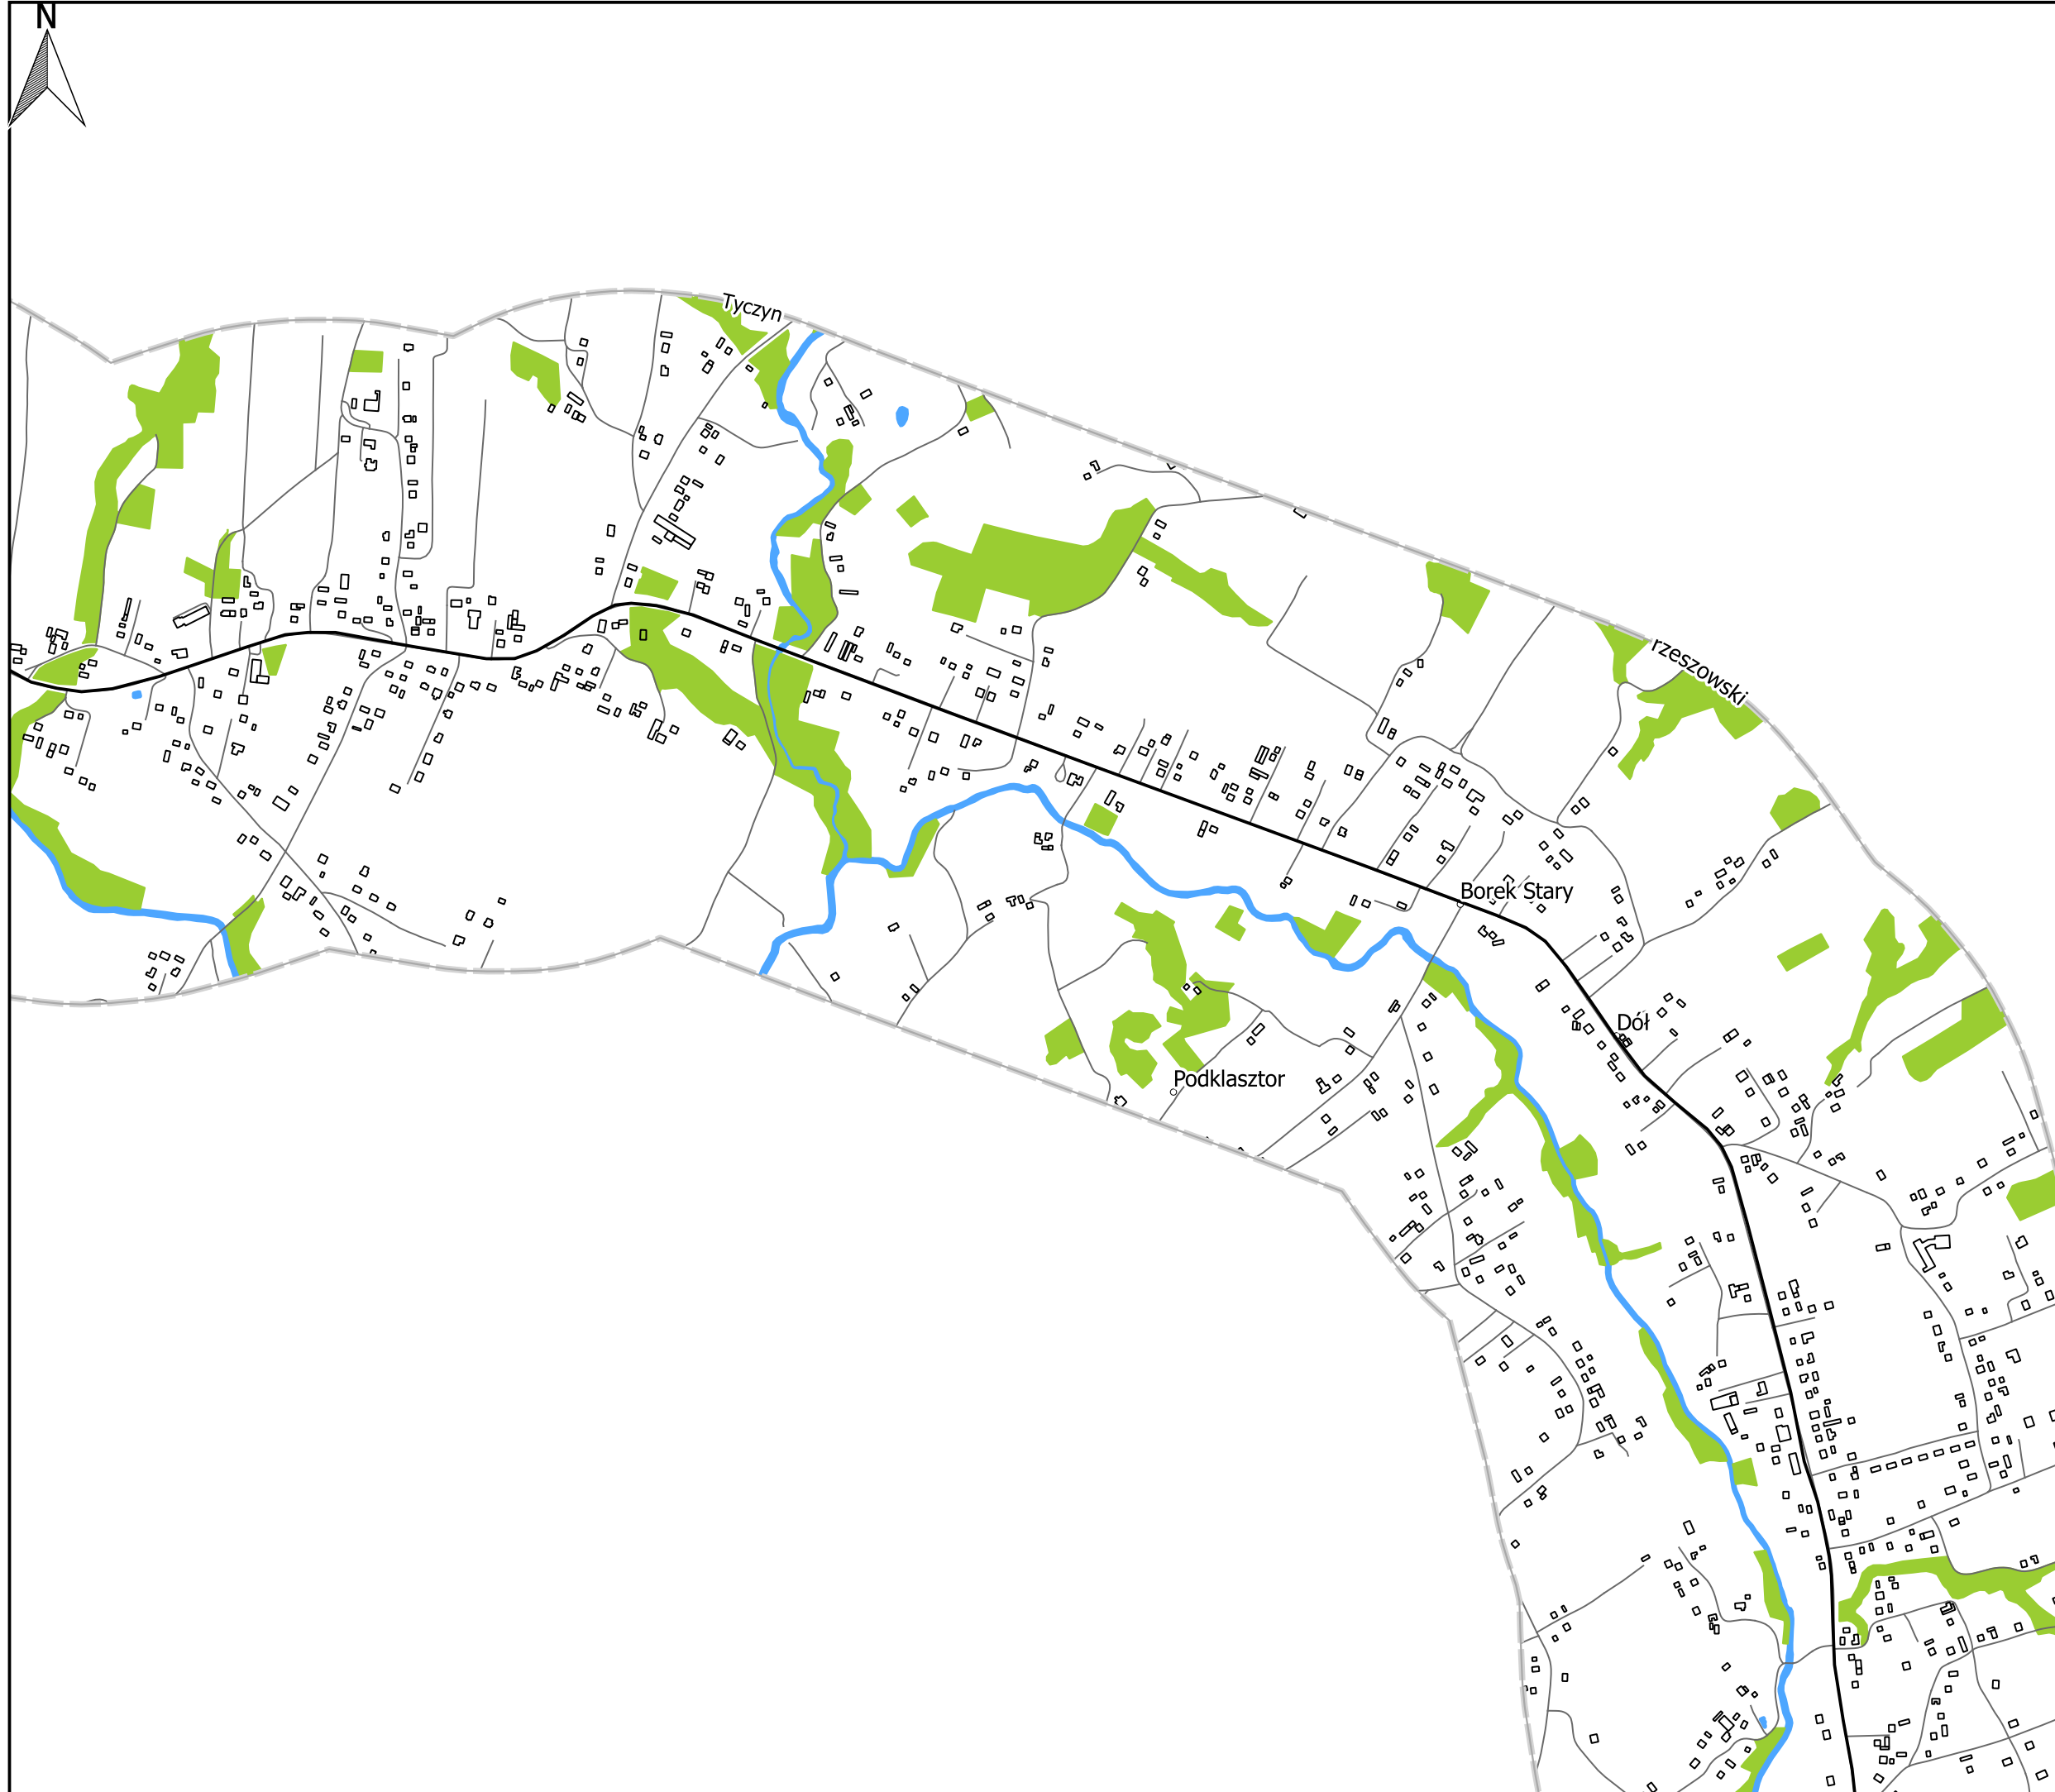 N
Tyczyn
rzeszowski
Borek Stary
Dół
Podklasztor